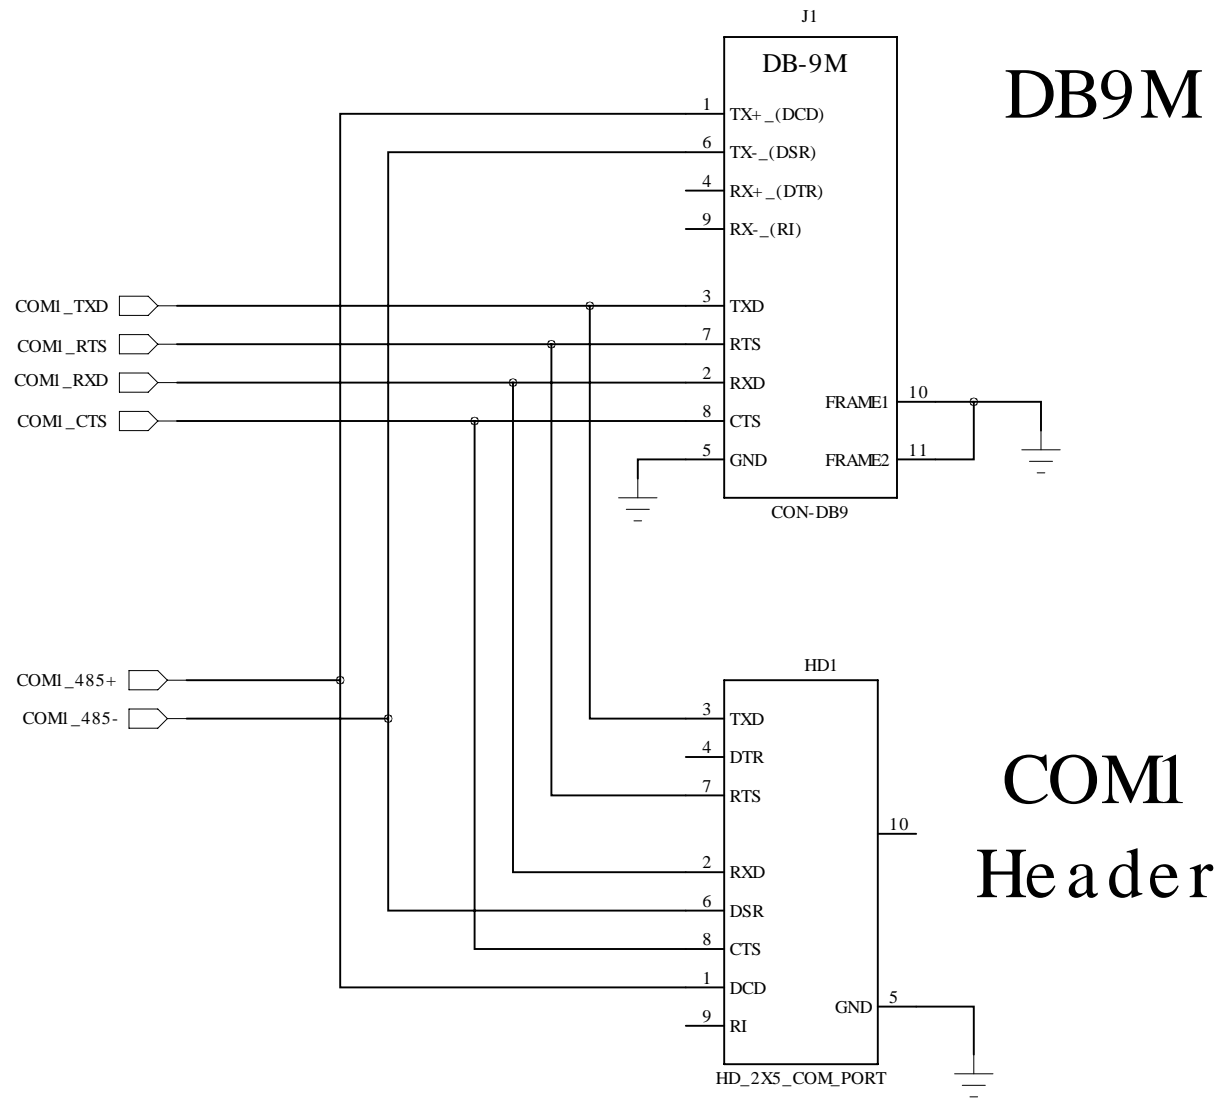 J1
DB-9M
DB9M
1 TX+_(DCD)
6 TX-_(DSR)
4 RX+_(DTR)
9 RX-_(RI)
COM1_TXD 3 TXD
COM1_RTS 7 RTS
COM1_RXD 2 RXD
FRAME1 10
COM1_CTS 8 CTS
5 GND FRAME2 11
CON-DB9
HD1
COM1_485+
COM1_485-
3 TXD
4 DTR
7 RTS
COM1
Header
10
2 RXD
6 DSR
8 CTS
1 DCD
GND 5
9 RI
HD_2X5_COM_PORT